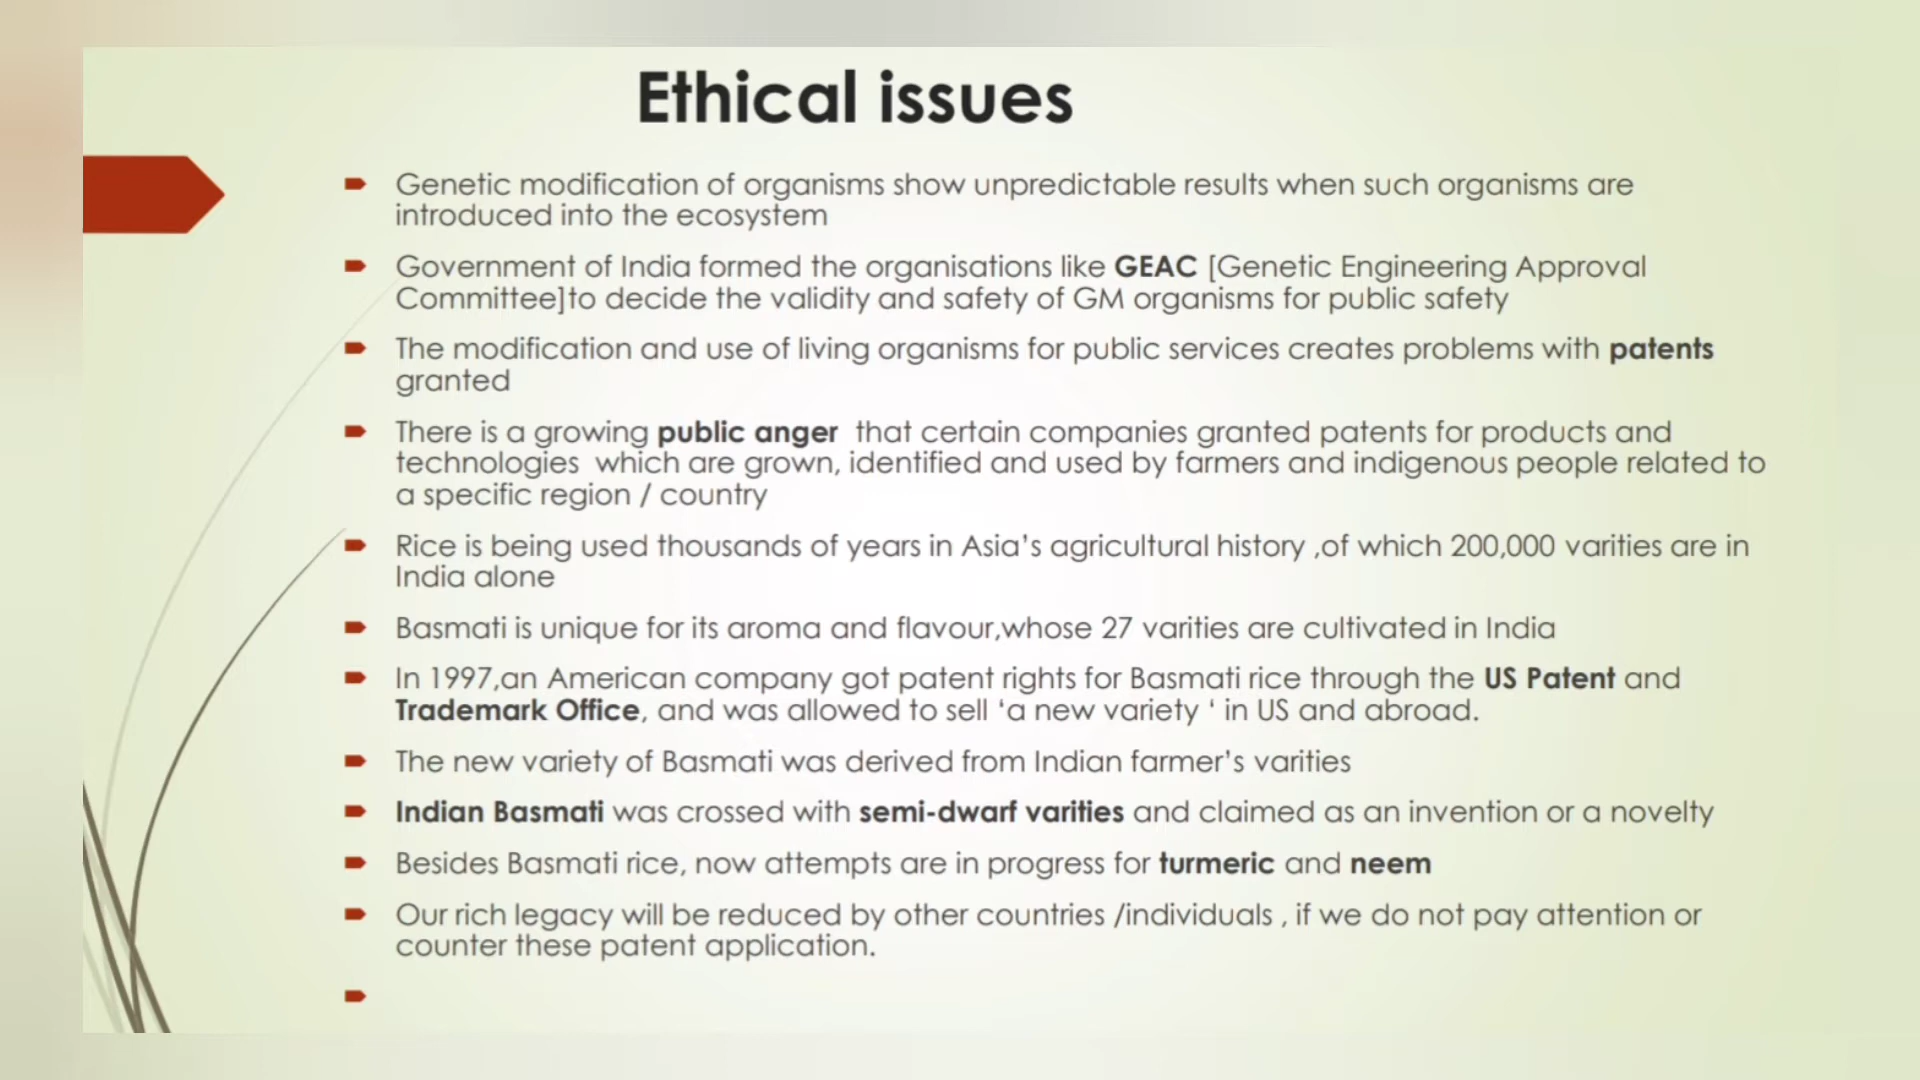 Ethical issues
Genetic modification of organisms show unpredictable results when such organisms are
introduced into the ecosystem
Government of India formed the organisations like GEAC [Genetic Engineering Approval
Committee]to decide the validity and safety of GM organisms for public safety
The modification and use of living organisms for public services creates problems with patents
granted
There is a growing public anger  that certain companies granted patents for products and
technologies  which are grown, identified and used by farmers and indigenous people related to
a specific region / country
Rice is being used thousands of years in Asia’s agricultural history ,of which 200,000 varities are in
India alone
Basmati is unique for its aroma and flavour,whose 27 varities are cultivated in India
In 1997,an American company got patent rights for Basmati rice through the US Patent and
Trademark Office, and was allowed to sell ‘a new variety ‘ in US and abroad.
The new variety of Basmati was derived from Indian farmer’s varities
Indian Basmati was crossed with semi-dwarf varities and claimed as an invention or a novelty
Besides Basmati rice, now attempts are in progress for turmeric and neem
Our rich legacy will be reduced by other countries /individuals , if we do not pay attention or
counter these patent application.